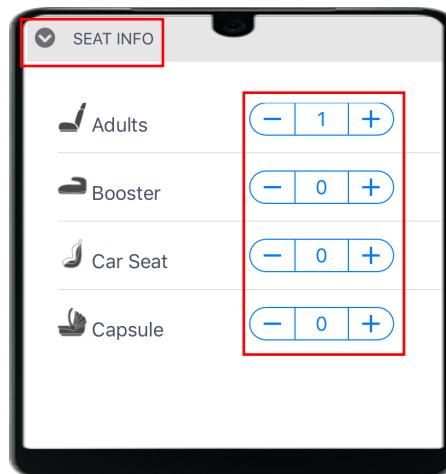 SEAT INFO
Adults − 1 +
Booster − 0 +
Car Seat − 0 +
Capsule − 0 +